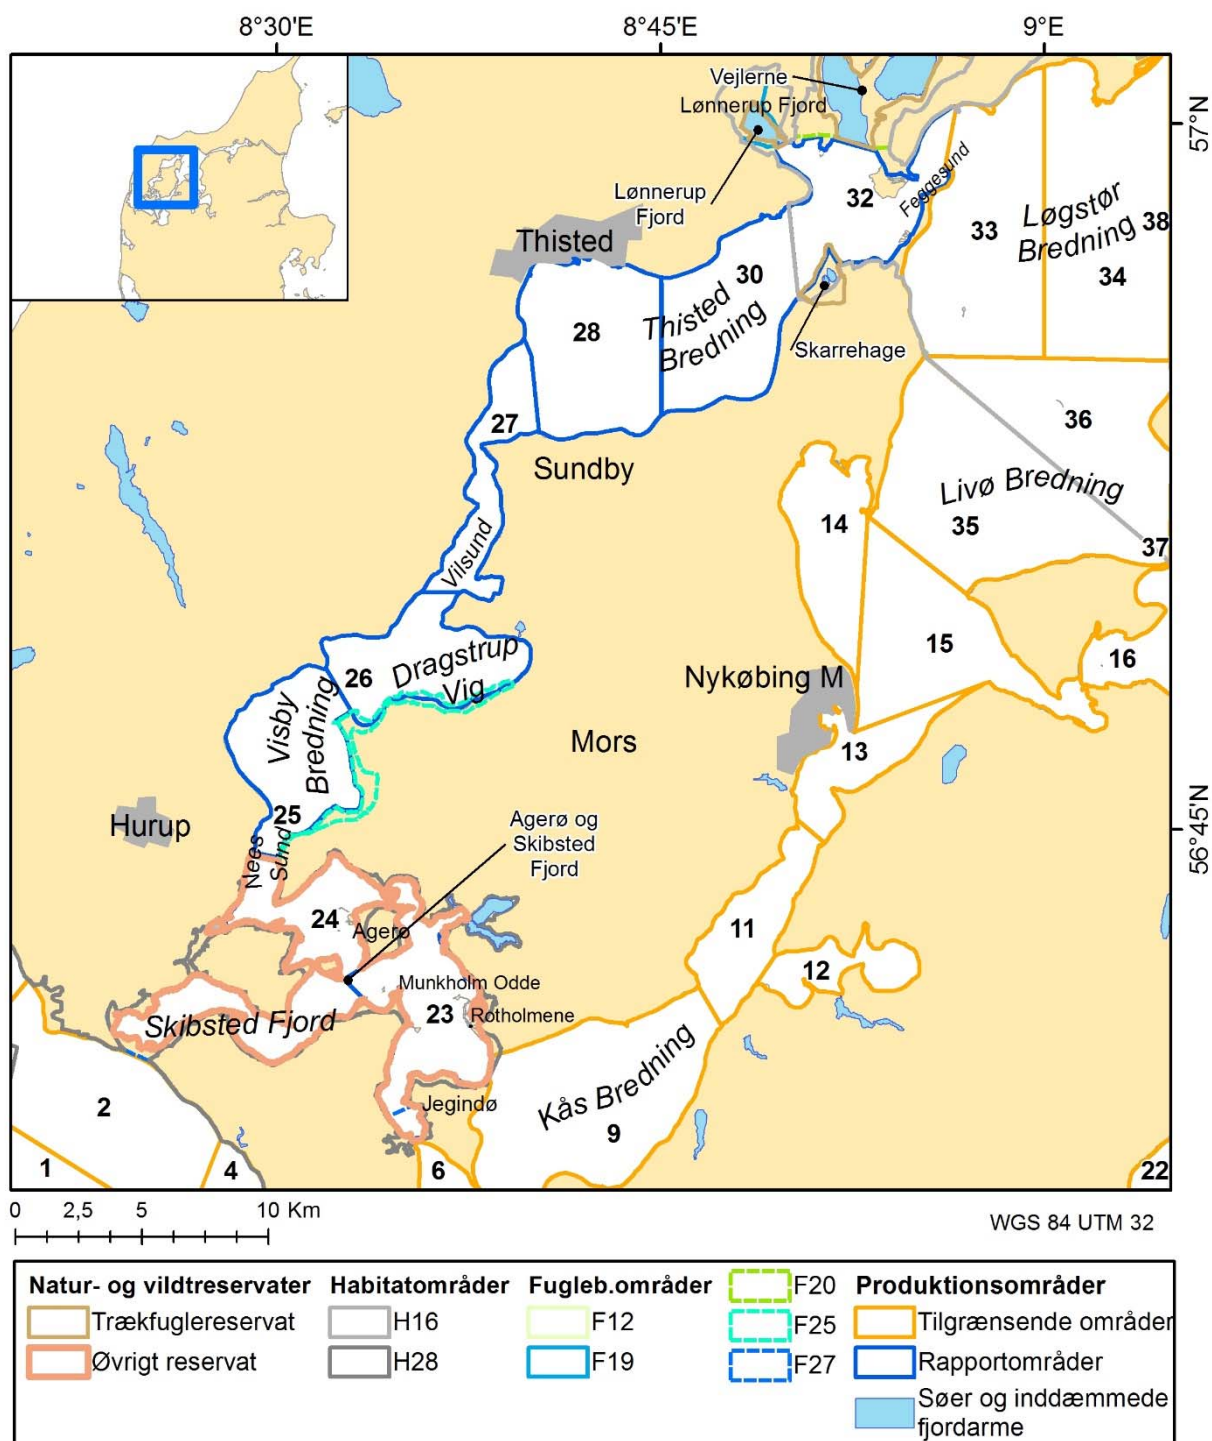 8°30'E
8°45'E
9°E
Vejlerne
Lønnerup Fjord
57°N
Lønnerup
Fjord
32
Feggesund
33
Løgstør
Bredning
38
34
Thisted
30
28
Thisted
Bredning
Skarrehage
27
36
Sundby
Livø Bredning
14
35
37
Vilsund
15
16
26
Dragstrup
Vig
Nykøbing M
Visby
Bredning
Mors
13
25
Hurup
Nees
Sund
Agerø og
Skibsted
Fjord
56°45'N
24
Agerø
11
12
Munkholm Odde
23
Rotholmene
Skibsted Fjord
Kås Bredning
2
Jegindø
9
1
4
6
22
0 2,5 5 10 Km
WGS 84 UTM 32
Natur- og vildtreservater
Trækfuglereservat
Øvrigt reservat
Habitatområder
H16
H28
Fugleb.områder
F12
F19
F20
F25
F27
Produktionsområder
Tilgrænsende områder
Rapportområder
Søer og inddæmmede
fjordarme